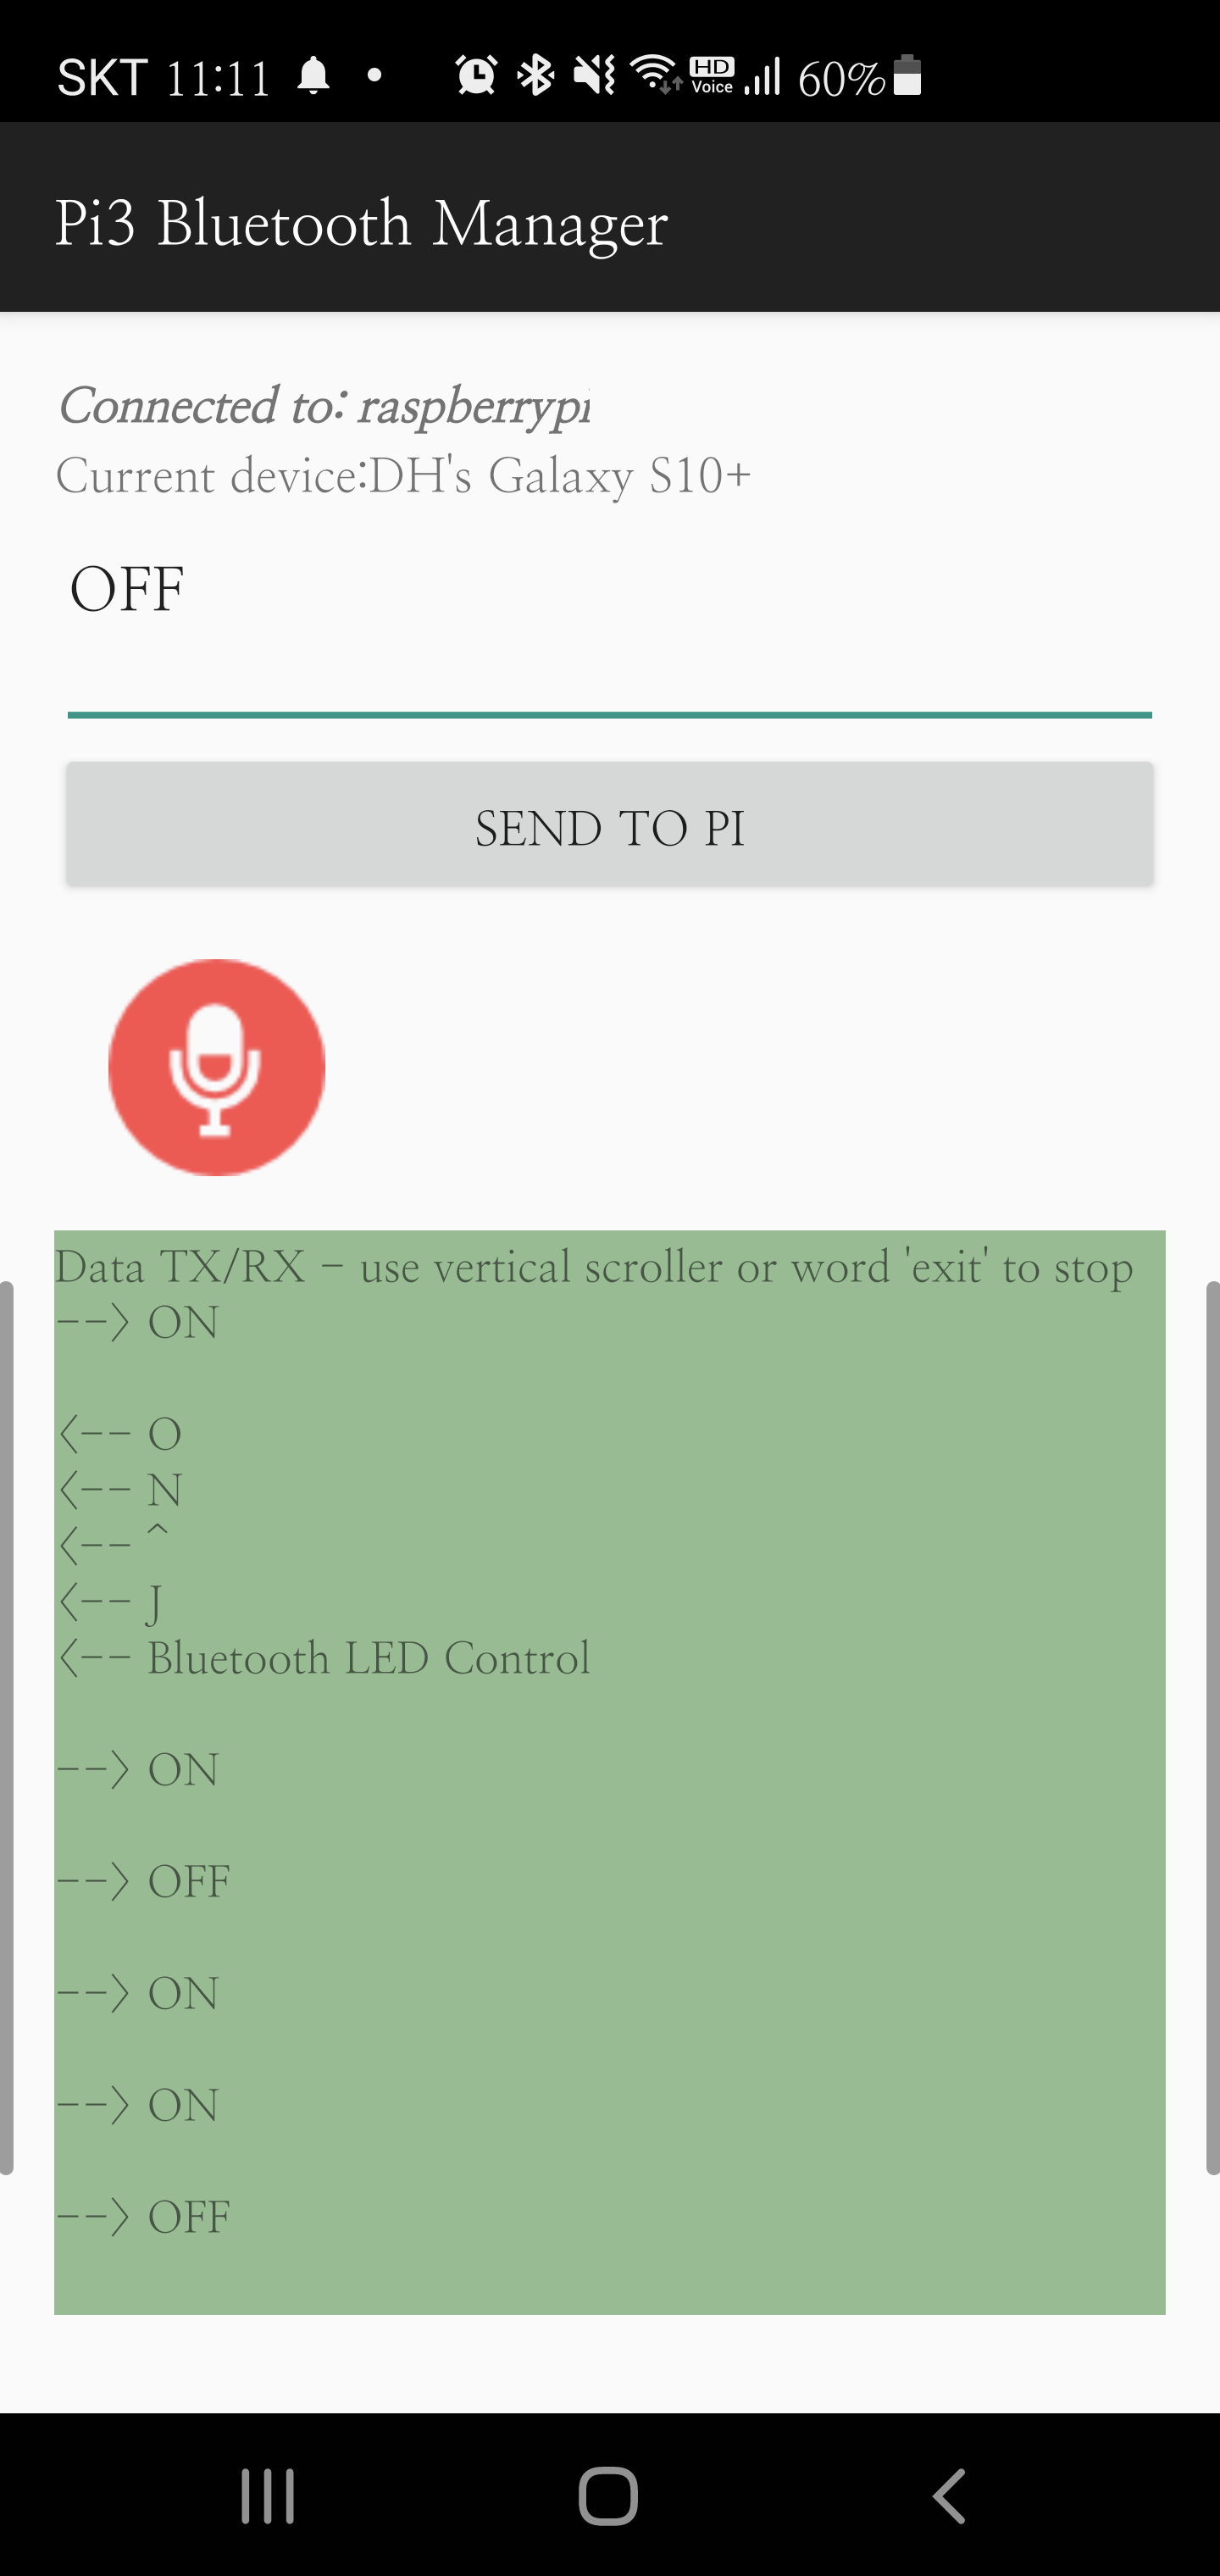 SKT 11:11 HD Voice 60%
Pi3 Bluetooth Manager
Connected to: raspberrypi
Current device:DH's Galaxy S10+
OFF
SEND TO PI
Data TX/RX - use vertical scroller or word 'exit' to stop
--> ON
<-- O
<-- N
<-- ^
<-- J
<-- Bluetooth LED Control
--> ON
--> OFF
--> ON
--> ON
--> OFF